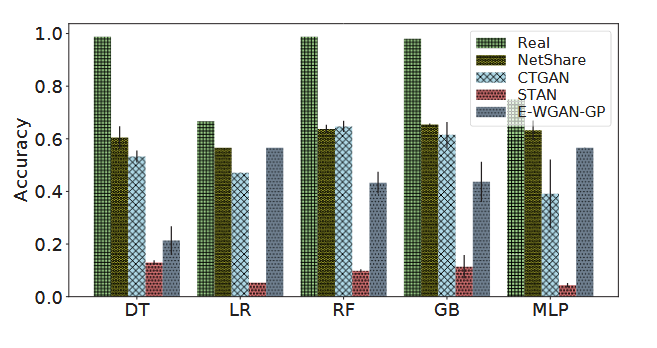 Accuracy
1.0
0.8
0.6
0.4
0.2
0.0
Real
NetShare
CTGAN
STAN
E-WGAN-GP
DT LR RF GB MLP